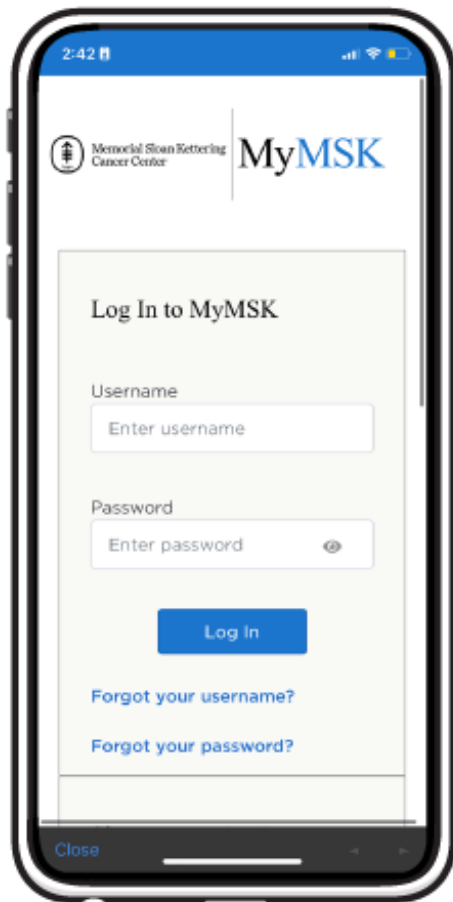 2:42
Memorial Sloan Kettering
Cancer Center
MyMSK
Log In to MyMSK
Username
Enter username
Password
Enter password
Log In
Forgot your username?
Forgot your password?
Close